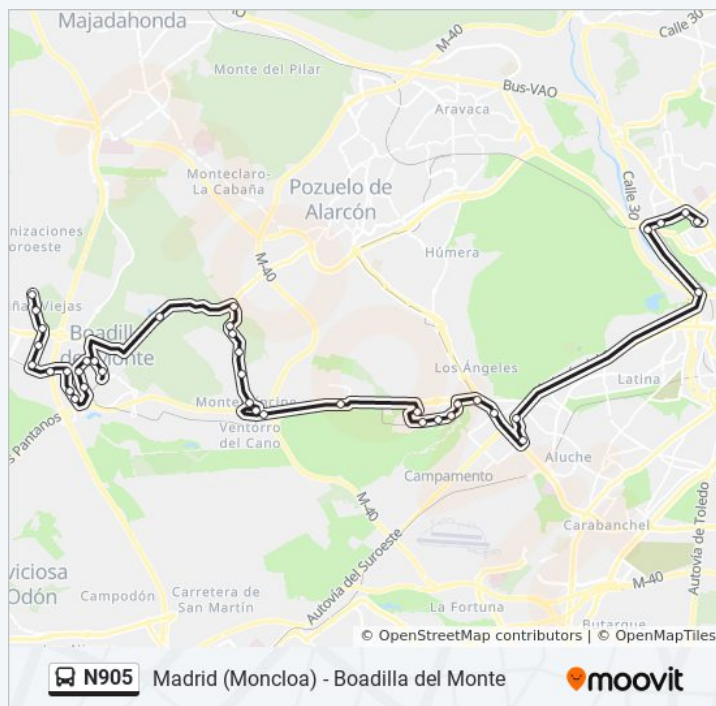 Majadahonda
Calle 30
M-40
Monte del Pilar
Bus-VAO
Aravaca
Monteclaro-
La Cabaña
Pozuelo de
Alarcón
Calle 30
nizaciones
oroeste
M-40
Húmera
Viejas
Boadilla
del Monte
Los Ángeles
Latina
Monte
Ventorro
del Cano
s Pantanos
Aluche
Campamento
M-40
Carabanchel
Autovía de Toledo
Autovía del Suroeste
viciosa
Odón
Campodón
Carretera de
San Martín
M-40
La Fortuna
Butarque
© OpenStreetMap contributors | © OpenMapTiles
N905 Madrid (Moncloa) - Boadilla del Monte
moovit